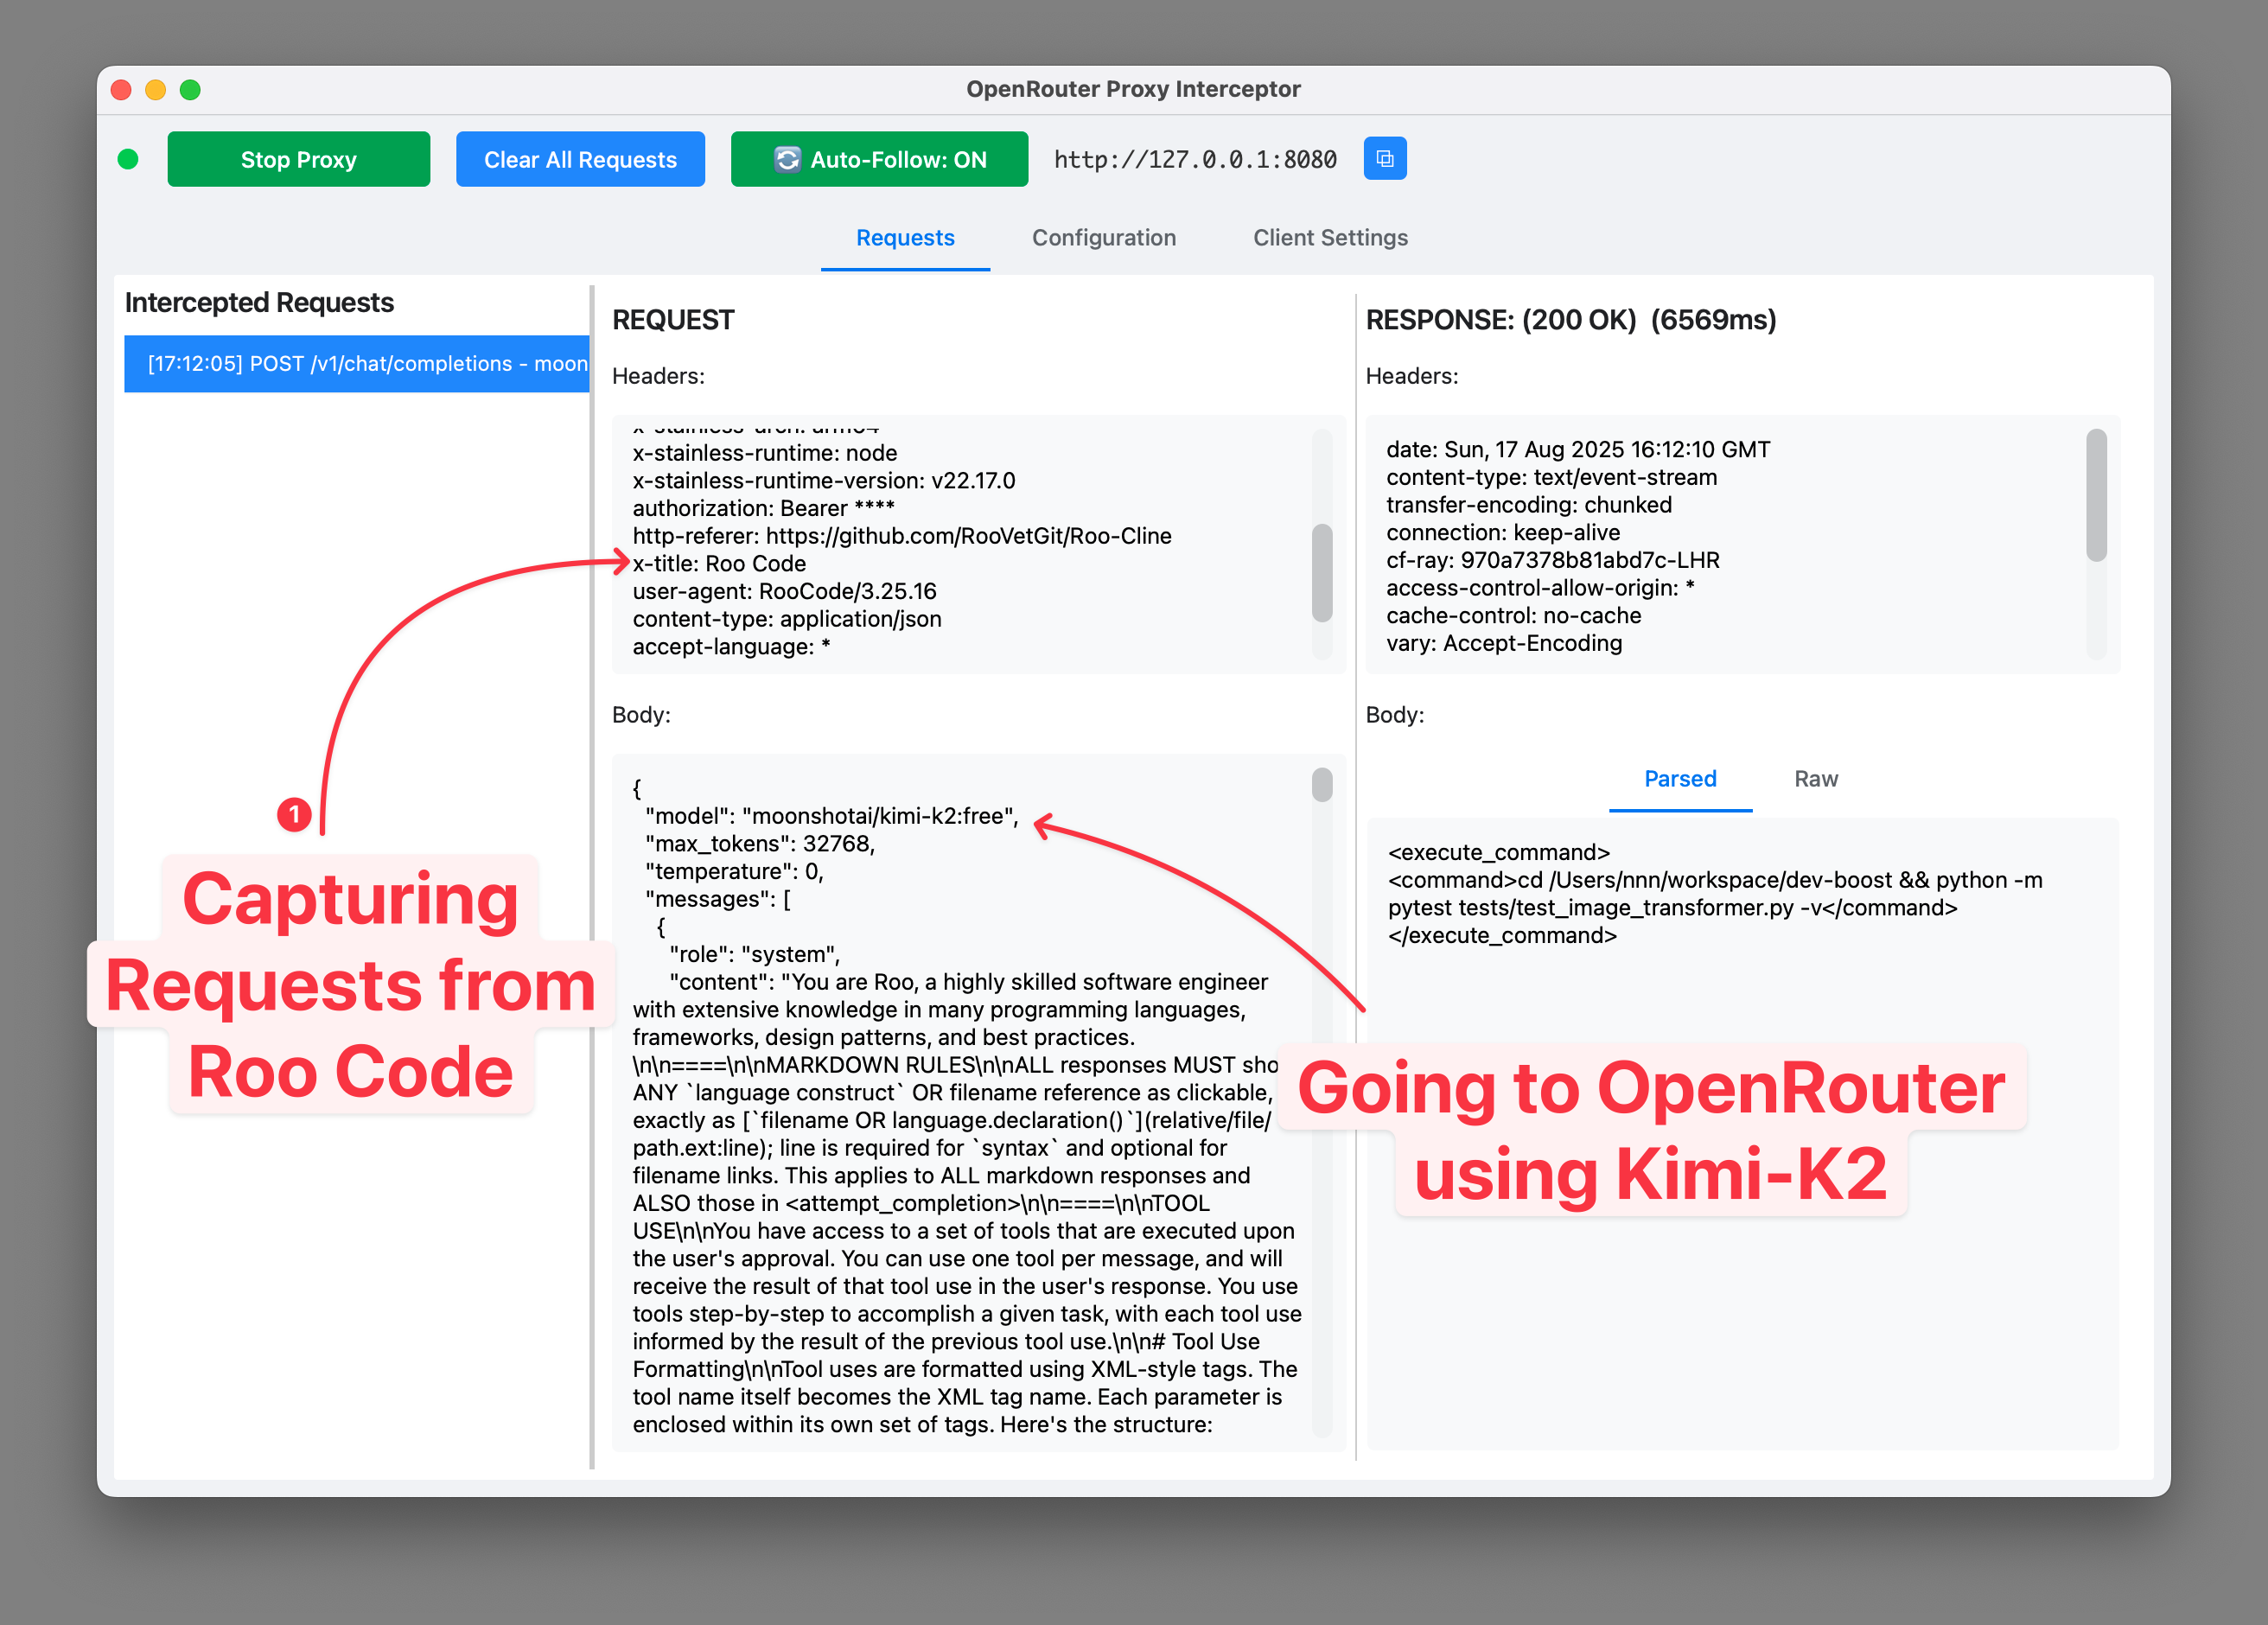 OpenRouter Proxy Interceptor
Stop Proxy
Clear All Requests
Auto-Follow: ON
http://127.0.0.1:8080
Requests
Configuration
Client Settings
Intercepted Requests
[17:12:05] POST /v1/chat/completions - moon
REQUEST
Headers:
x-stainless-arch: arm64
x-stainless-runtime: node
x-stainless-runtime-version: v22.17.0
authorization: Bearer ****
http-referer: https://github.com/RooVetGit/Roo-Cline
x-title: Roo Code
user-agent: RooCode/3.25.16
content-type: application/json
accept-language: *
Body:
{
"model": "moonshotai/kimi-k2:free",
"max_tokens": 32768,
"temperature": 0,
"messages": [
{
"role": "system",
"content": "You are Roo, a highly skilled software engineer
with extensive knowledge in many programming languages,
frameworks, design patterns, and best practices.
\n\n====\n\nMARKDOWN RULES\n\nALL responses MUST sho
ANY `language construct` OR filename reference as clickable,
exactly as [`filename OR language.declaration()`](relative/file/
path.ext:line); line is required for `syntax` and optional for
filename links. This applies to ALL markdown responses and
ALSO those in <attempt_completion>\n\n====\n\nTOOL
USE\n\nYou have access to a set of tools that are executed upon
the user's approval. You can use one tool per message, and will
receive the result of that tool use in the user's response. You use
tools step-by-step to accomplish a given task, with each tool use
informed by the result of the previous tool use.\n\n# Tool Use
Formatting\n\nTool uses are formatted using XML-style tags. The
tool name itself becomes the XML tag name. Each parameter is
enclosed within its own set of tags. Here's the structure:
RESPONSE: (200 OK) (6569ms)
Headers:
date: Sun, 17 Aug 2025 16:12:10 GMT
content-type: text/event-stream
transfer-encoding: chunked
connection: keep-alive
cf-ray: 970a7378b81abd7c-LHR
access-control-allow-origin: *
cache-control: no-cache
vary: Accept-Encoding
Body:
Parsed
Raw
<execute_command>
<command>cd /Users/nnn/workspace/dev-boost && python -m
pytest tests/test_image_transformer.py -v</command>
</execute_command>
1
Capturing
Requests from
Roo Code
Going to OpenRouter
using Kimi-K2